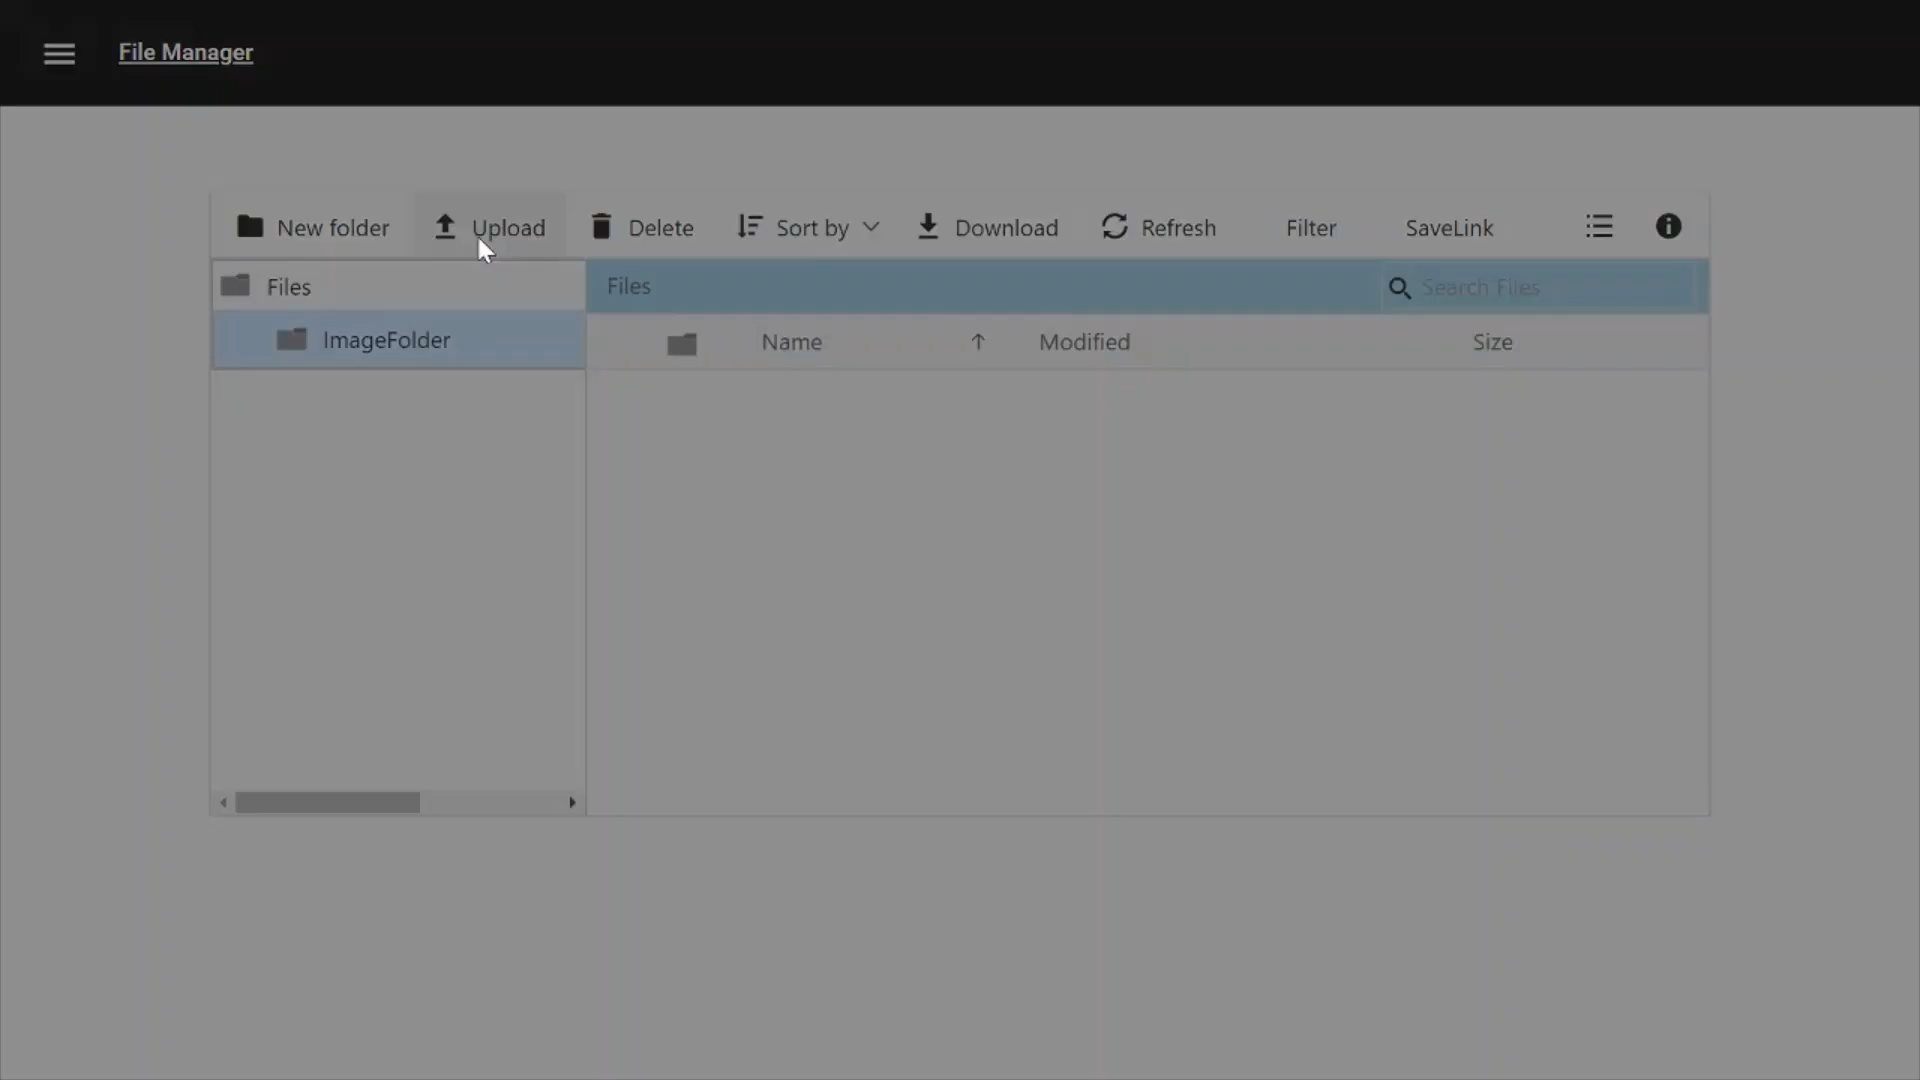 File Manager
New folder Upload Delete Sort by Download Refresh Filter SaveLink
Files
ImageFolder
Files Search Files
Name Modified Size